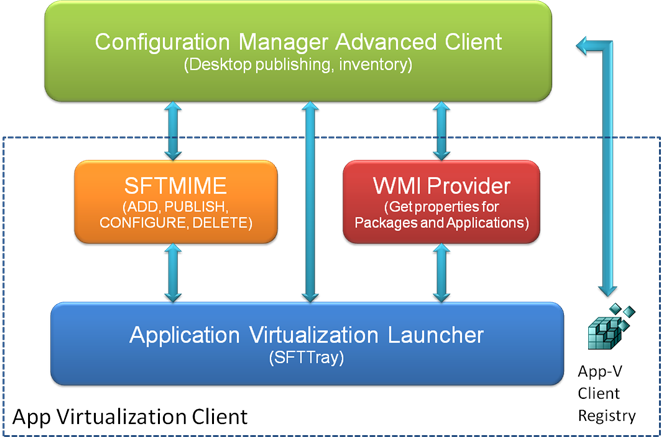 Configuration Manager Advanced Client
(Desktop publishing, inventory)
SFTMIME
(ADD, PUBLISH,
CONFIGURE, DELETE)
WMI Provider
(Get properties for
Packages and Applications)
Application Virtualization Launcher
(SFTTray)
App-V
Client
Registry
App Virtualization Client